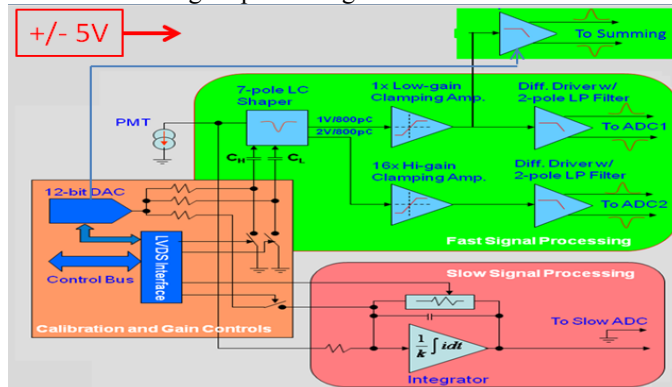 +/- 5V
To Summing
7-pole LC
Shaper
1x Low-gain
Clamping Amp.
Diff. Driver w/
2-pole LP Filter
PMT
1V/800pC
2V/800pC
To ADC1
CH
CL
16x Hi-gain
Clamping Amp.
Diff. Driver w/
2-pole LP Filter
12-bit DAC
To ADC2
LVDS Interface
Fast Signal Processing
Control Bus
Slow Signal Processing
Calibration and Gain Controls
To Slow ADC
1/k ∫ idt
Integrator